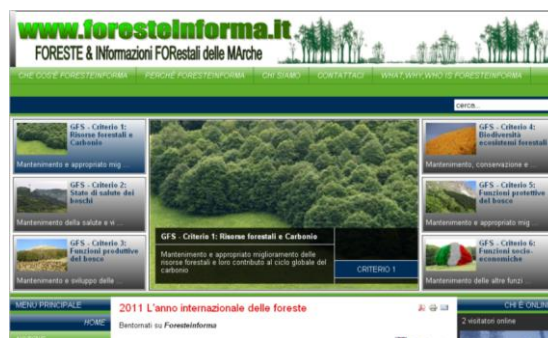 www.foresteinforma.it
FORESTE & INformazioni FORestali delle MArche
CHE COS'È FORESTEINFORMA PERCHÉ FORESTEINFORMA CHI SIAMO CONTATTACI WHAT,WHY,WHO IS FORESTEINFORMA
cerca...
GFS - Criterio 1:
Risorse forestali e
Carbonio
Mantenimento e appropriato mig ...
GFS - Criterio 2:
Stato di salute dei
boschi
Mantenimento della salute e vi ...
GFS - Criterio 3:
Funzioni produttive
del bosco
Mantenimento e sviluppo delle ...
GFS - Criterio 1: Risorse forestali e Carbonio
Mantenimento e appropriato miglioramento delle
risorse forestali e loro contributo al ciclo globale del
carbonio
CRITERIO 1
GFS - Criterio 4:
Biodiversità
ecosistemi forestali
Mantenimento, conservazione e ...
GFS - Criterio 5:
Funzioni protettive
del bosco
Mantenimento e appropriato mig...
GFS - Criterio 6:
Funzioni socio-
economiche
Mantenimento delle altre funzi ...
MENU PRINCIPALE
HOME
2011 L'anno internazionale delle foreste
Bentornati su Foresteinforma
CHI È ONLIN
2 visitatori online